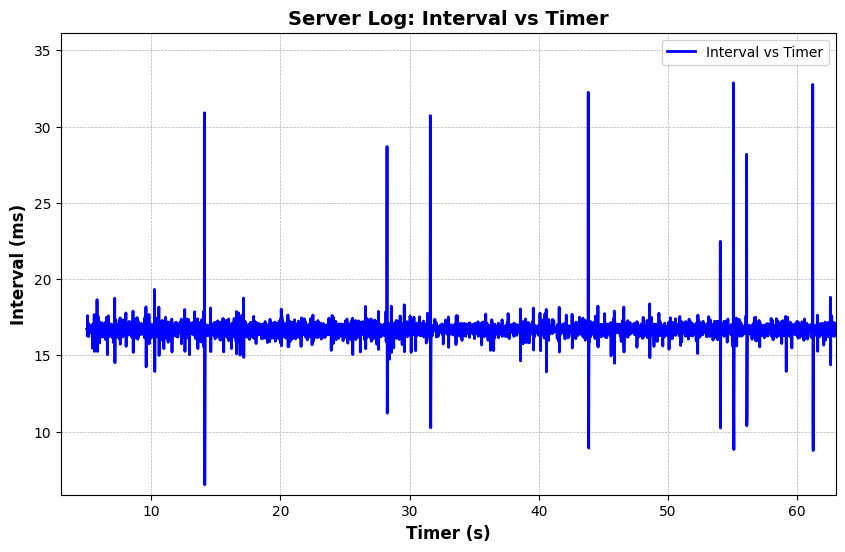 Server Log: Interval vs Timer
Interval vs Timer
35
30
25
20
15
10
Interval (ms)
10 20 30 40 50 60
Timer (s)